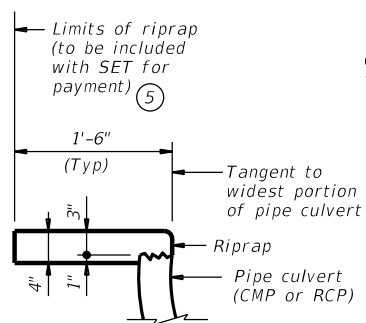 Limits of riprap
(to be included
with SET for
payment) 5
1'-6"
(Typ)
Tangent to
widest portion
of pipe culvert
3"
Riprap
4"
1"
Pipe culvert
(CMP or RCP)